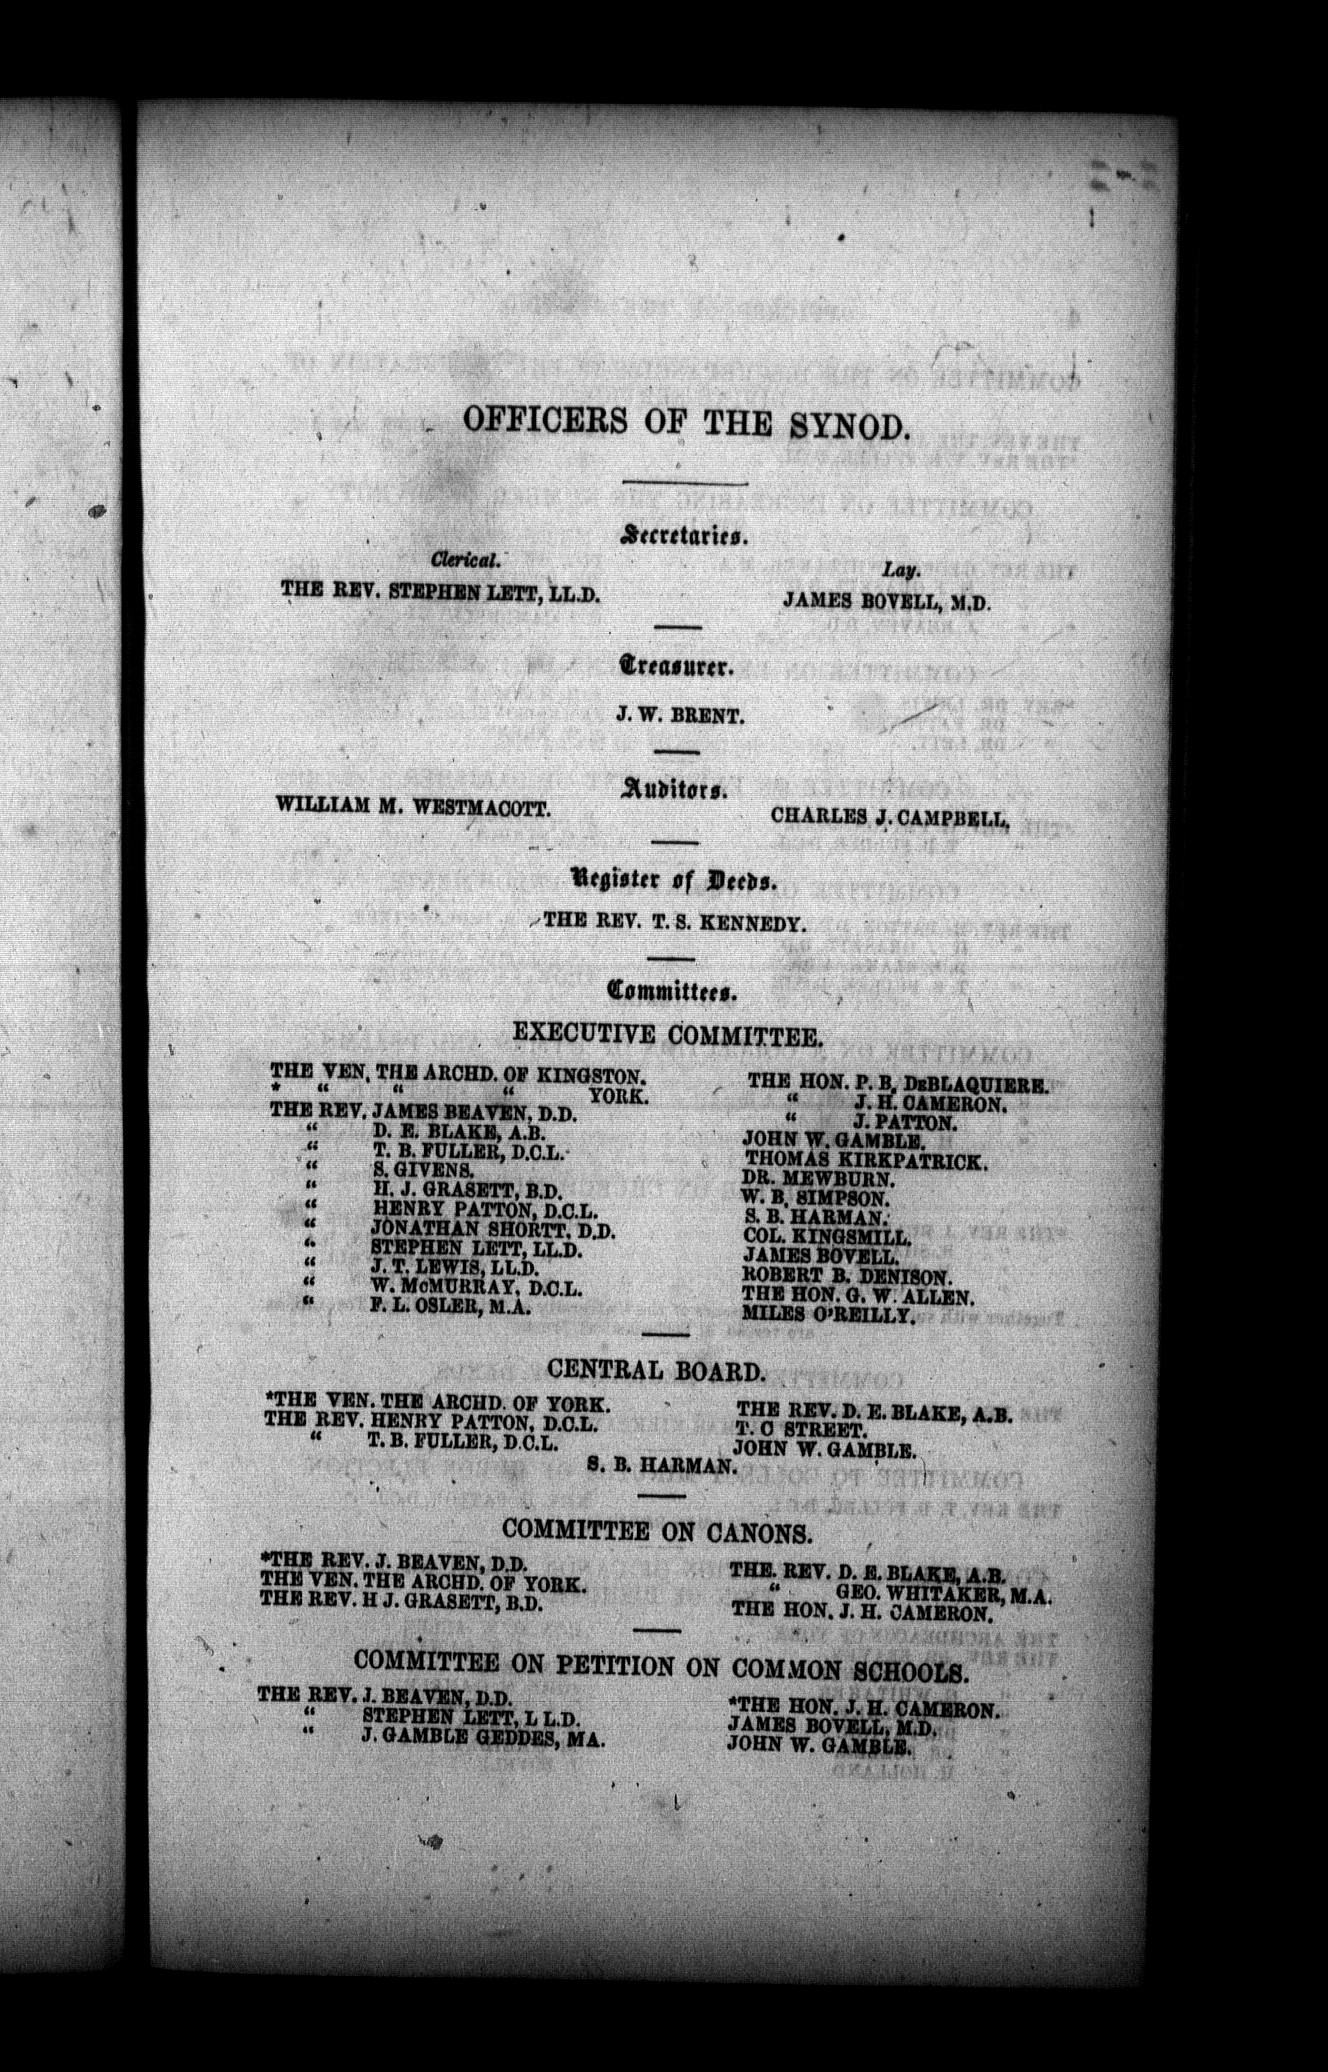 OFFICERS OF THE SYNOD.
Secretaries.
Clerical.
Lay.
THE REV. STEPHEN LETT, LL.D.
JAMES BOVELL, M.D.
Treasurer.
J. W. BRENT.
Auditors.
WILLIAM M. WESTMACOTT.
CHARLES J. CAMPBELL.
Register of Deeds.
THE REV. T. S. KENNEDY.
Committees.
EXECUTIVE COMMITTEE.
THE VEN. THE ARCHD. OF KINGSTON.
* “ “ “ YORK.
THE REV. JAMES BEAVEN, D.D.
“ D. E. BLAKE, A.B.
“ T. B. FULLER, D.C.L.
“ S. GIVENS.
“ H. J. GRASETT, B.D.
“ HENRY PATTON, D.C.L.
“ JONATHAN SHORTT, D.D.
“ STEPHEN LETT, LL.D.
“ J. T. LEWIS, LL.D.
“ W. McMURRAY, D.C.L.
“ F. L. OSLER, M.A.
THE HON. P. B. DeBLAQUIERE.
“ J. H. CAMERON.
“ J. PATTON.
JOHN W. GAMBLE.
THOMAS KIRKPATRICK.
DR. MEWBURN.
W. B. SIMPSON.
S. B. HARMAN.
COL. KINGSMILL.
JAMES BOVELL.
ROBERT B. DENISON.
THE HON. G. W. ALLEN.
MILES O'REILLY.
CENTRAL BOARD.
*THE VEN. THE ARCHD. OF YORK.
THE REV. HENRY PATTON, D.C.L.
“ T. B. FULLER, D.C.L.
THE REV. D. E. BLAKE, A.B.
T. C STREET.
JOHN W. GAMBLE.
S. B. HARMAN.
COMMITTEE ON CANONS.
*THE REV. J. BEAVEN, D.D.
THE VEN. THE ARCHD. OF YORK.
THE REV. H J. GRASETT, B.D.
THE. REV. D. E. BLAKE, A.B.
“ GEO. WHITAKER, M.A.
THE HON. J. H. CAMERON.
COMMITTEE ON PETITION ON COMMON SCHOOLS.
THE REV. J. BEAVEN, D.D.
“ STEPHEN LETT, L L.D.
“ J. GAMBLE GEDDES, MA.
*THE HON. J. H. CAMERON.
JAMES BOVELL, M.D.
JOHN W. GAMBLE.